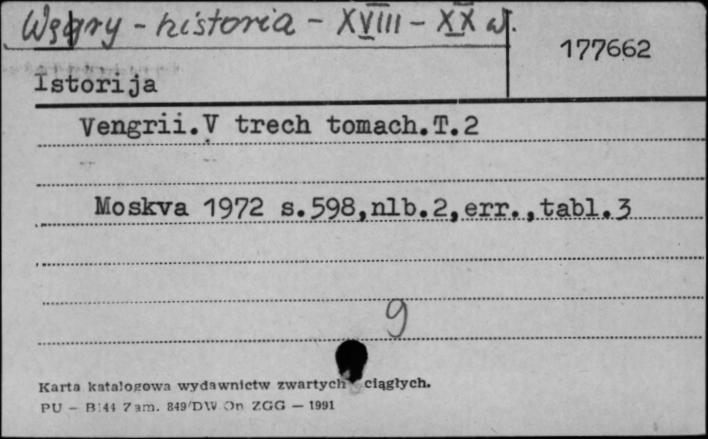 Węgry - historia - XVIII - XX w.
177662
Istorija
Vengrii.V trech tomach.T.2
Moskva 1972 s.598,nlb.2,err.,tabl.3
9
Karta katalogowa wydawnictw zwartych ciągłych.
PU - B144 Zam. 849/DW On ZGG — 1991